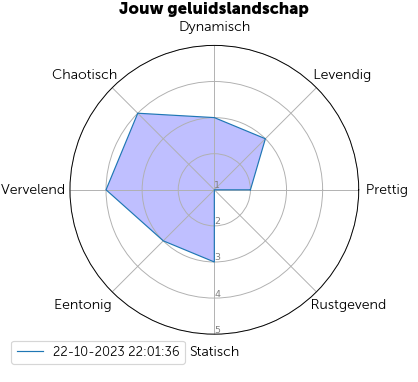 Jouw geluidslandschap
Dynamisch
Chaotisch
Levendig
Vervelend
1
Prettig
2
3
Eentonig
4
Rustgevend
5
22-10-2023 22:01:36
Statisch